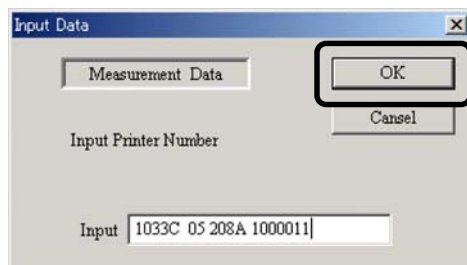 Input Data
Measurement Data
OK
Cansel
Input Printer Number
Input 1033C 05 208A 1000011